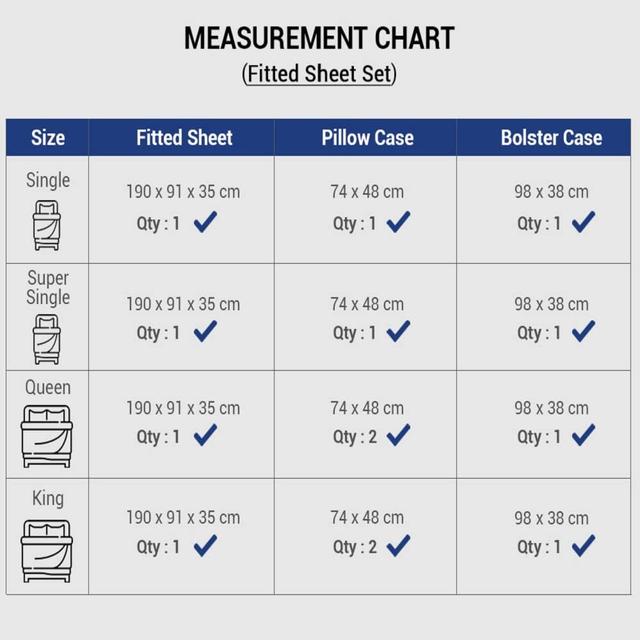 MEASUREMENT CHART
(Fitted Sheet Set)
Size Fitted Sheet Pillow Case Bolster Case
Single
190 x 91 x 35 cm 74 x 48 cm 98 x 38 cm
Qty : 1 Qty : 1 Qty : 1
Super
Single
190 x 91 x 35 cm 74 x 48 cm 98 x 38 cm
Qty : 1 Qty : 1 Qty : 1
Queen
190 x 91 x 35 cm 74 x 48 cm 98 x 38 cm
Qty : 1 Qty : 2 Qty : 1
King
190 x 91 x 35 cm 74 x 48 cm 98 x 38 cm
Qty : 1 Qty : 2 Qty : 1